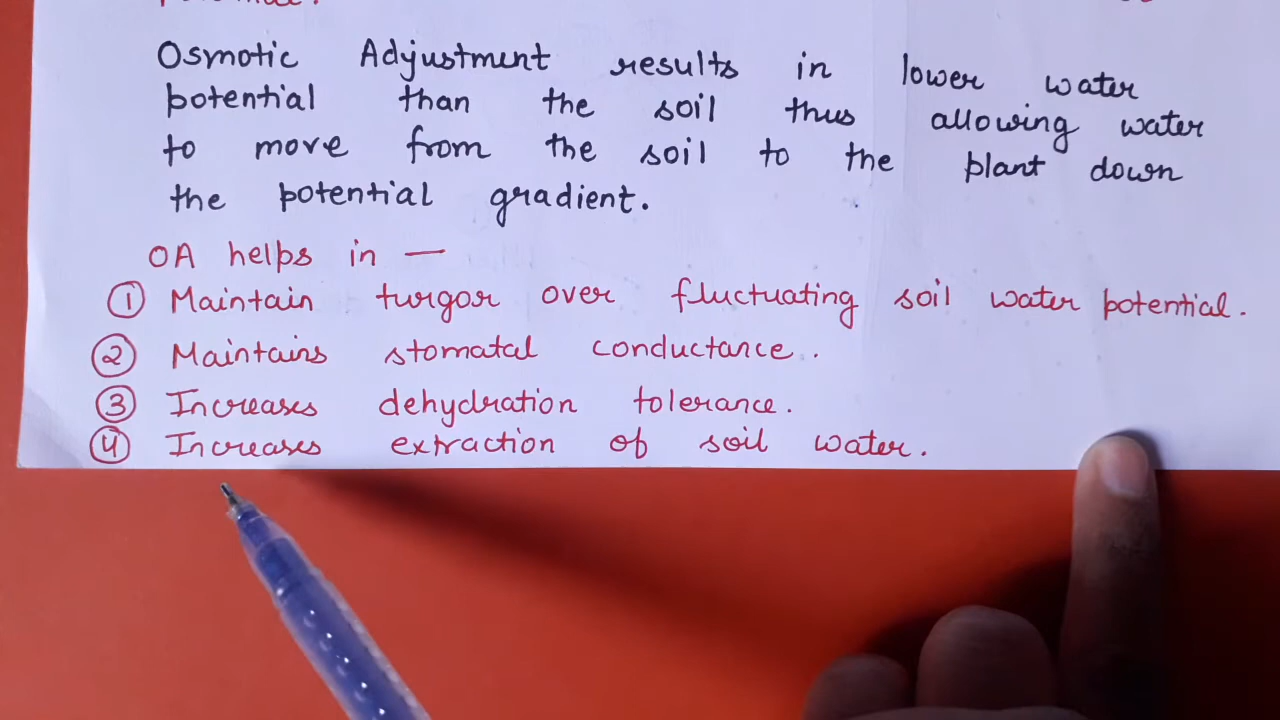 Osmotic Adjustment results in lower water
potential than the soil thus allowing water
to move from the soil to the plant down
the potential gradient.
OA helps in —
① Maintain turgor over fluctuating soil water potential.
② Maintains stomatal conductance.
③ Increases dehydration tolerance.
④ Increases extraction of soil water.